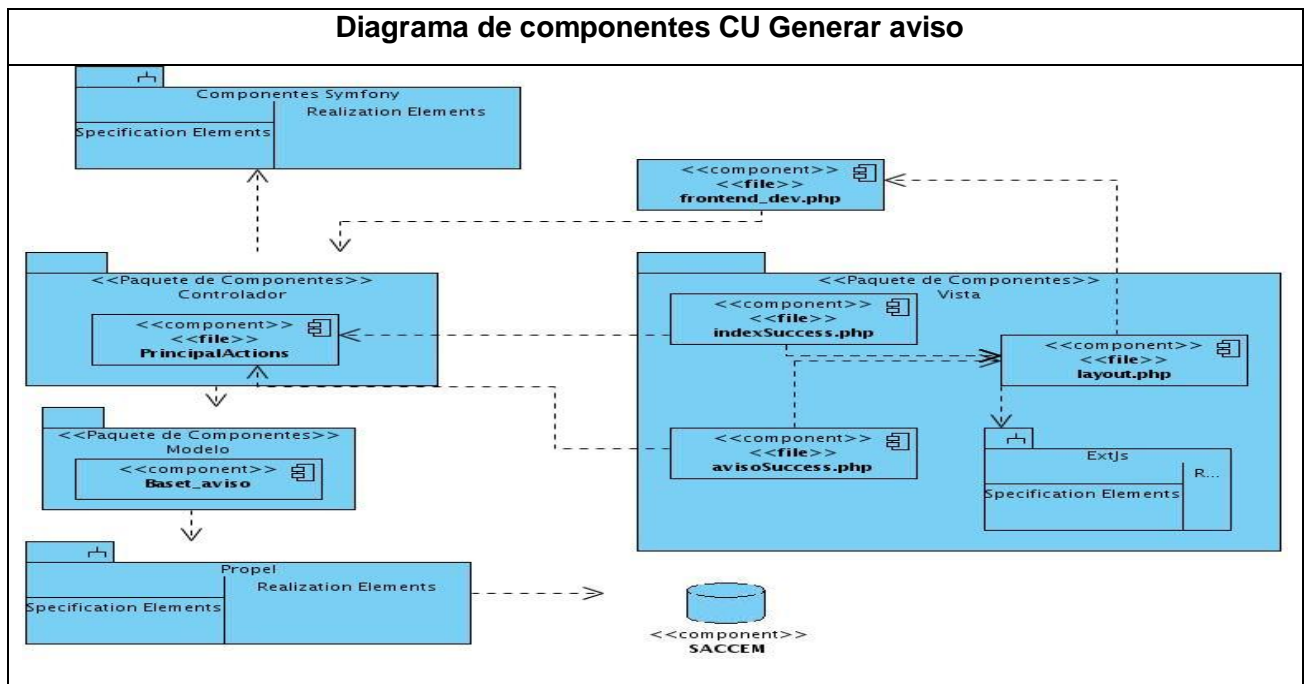 Diagrama de componentes CU Generar aviso
Componentes Symfony
Realization Elements
Specification Elements
<<component>>
<<file>>
frontend_dev.php
<<Paquete de Componentes>>
Controlador
<<component>>
<<file>>
PrincipalActions
<<Paquete de Componentes>>
Vista
<<component>>
<<file>>
indexSuccess.php
<<component>>
<<file>>
layout.php
<<component>>
<<file>>
avisoSuccess.php
ExtJs
R...
Specification Elements
<<Paquete de Componentes>>
Modelo
<<component>>
Baset_aviso
Propel
Realization Elements
Specification Elements
<<component>>
SACCEM